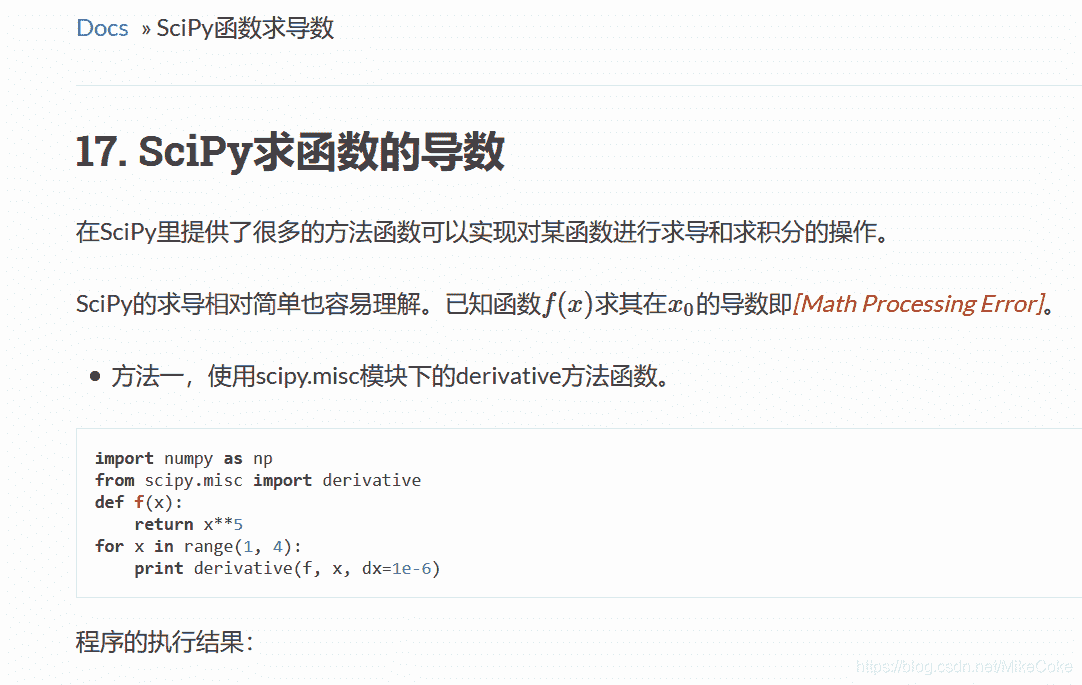 Docs » SciPy函数求导数
17. SciPy求函数的导数
在SciPy里提供了很多的方法函数可以实现对某函数进行求导和求积分的操作。
SciPy的求导相对简单也容易理解。已知函数f(x)求其在x₀的导数即[Math Processing Error]。
● 方法一，使用scipy.misc模块下的derivative方法函数。
import numpy as np
from scipy.misc import derivative
def f(x):
    return x**5
for x in range(1, 4):
    print derivative(f, x, dx=1e-6)
程序的执行结果：
https://blog.csdn.net/MikeCoke